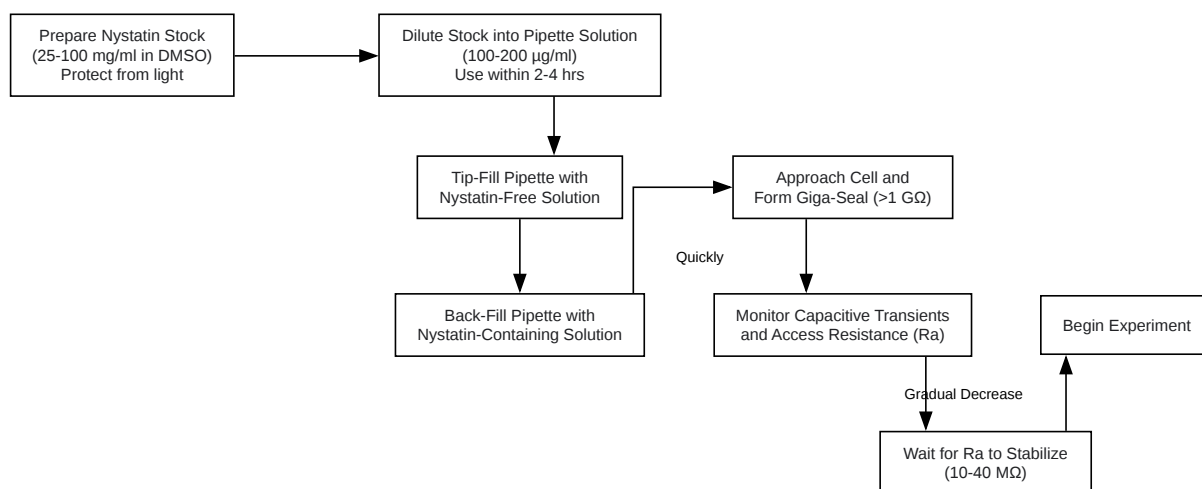 Prepare Nystatin Stock
(25-100 mg/ml in DMSO)
Protect from light
Dilute Stock into Pipette Solution
(100-200 µg/ml)
Use within 2-4 hrs
Tip-Fill Pipette with
Nystatin-Free Solution
Back-Fill Pipette with
Nystatin-Containing Solution
Quickly
Approach Cell and
Form Giga-Seal (>1 GΩ)
Monitor Capacitive Transients
and Access Resistance (Ra)
Gradual Decrease
Wait for Ra to Stabilize
(10-40 MΩ)
Begin Experiment